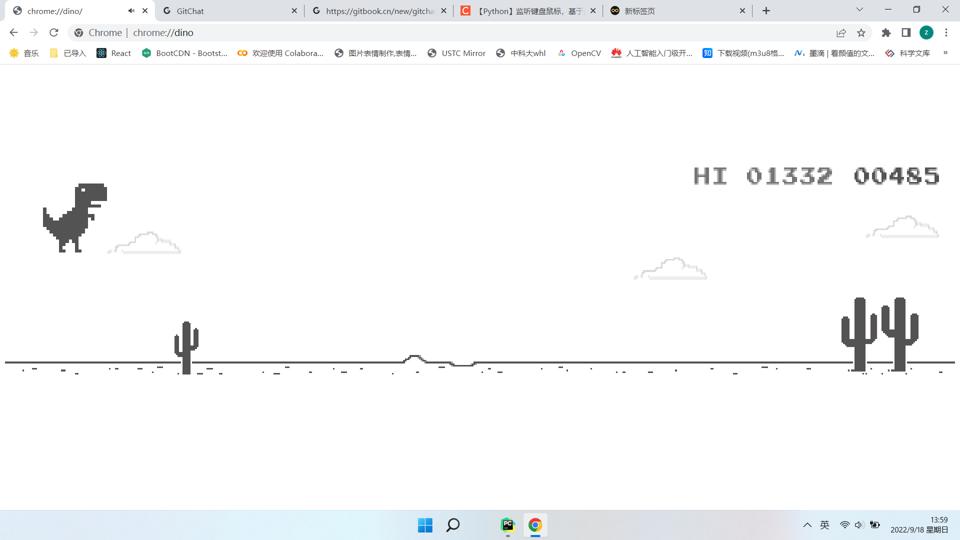 chrome://dino/
GitChat
https://gitbook.cn/new/gitcha
【Python】监听键盘鼠标，基于
新标签页
Chrome | chrome://dino
音乐
已导入
React
BootCDN - Bootst...
欢迎使用 Colabora...
图片表情制作,表情...
USTC Mirror
中科大whl
OpenCV
人工智能入门级开...
下载视频(m3u8格...
墨滴 | 看颜值的文...
科学文库
»
HI 01332 00485
英
13:59
2022/9/18 星期日